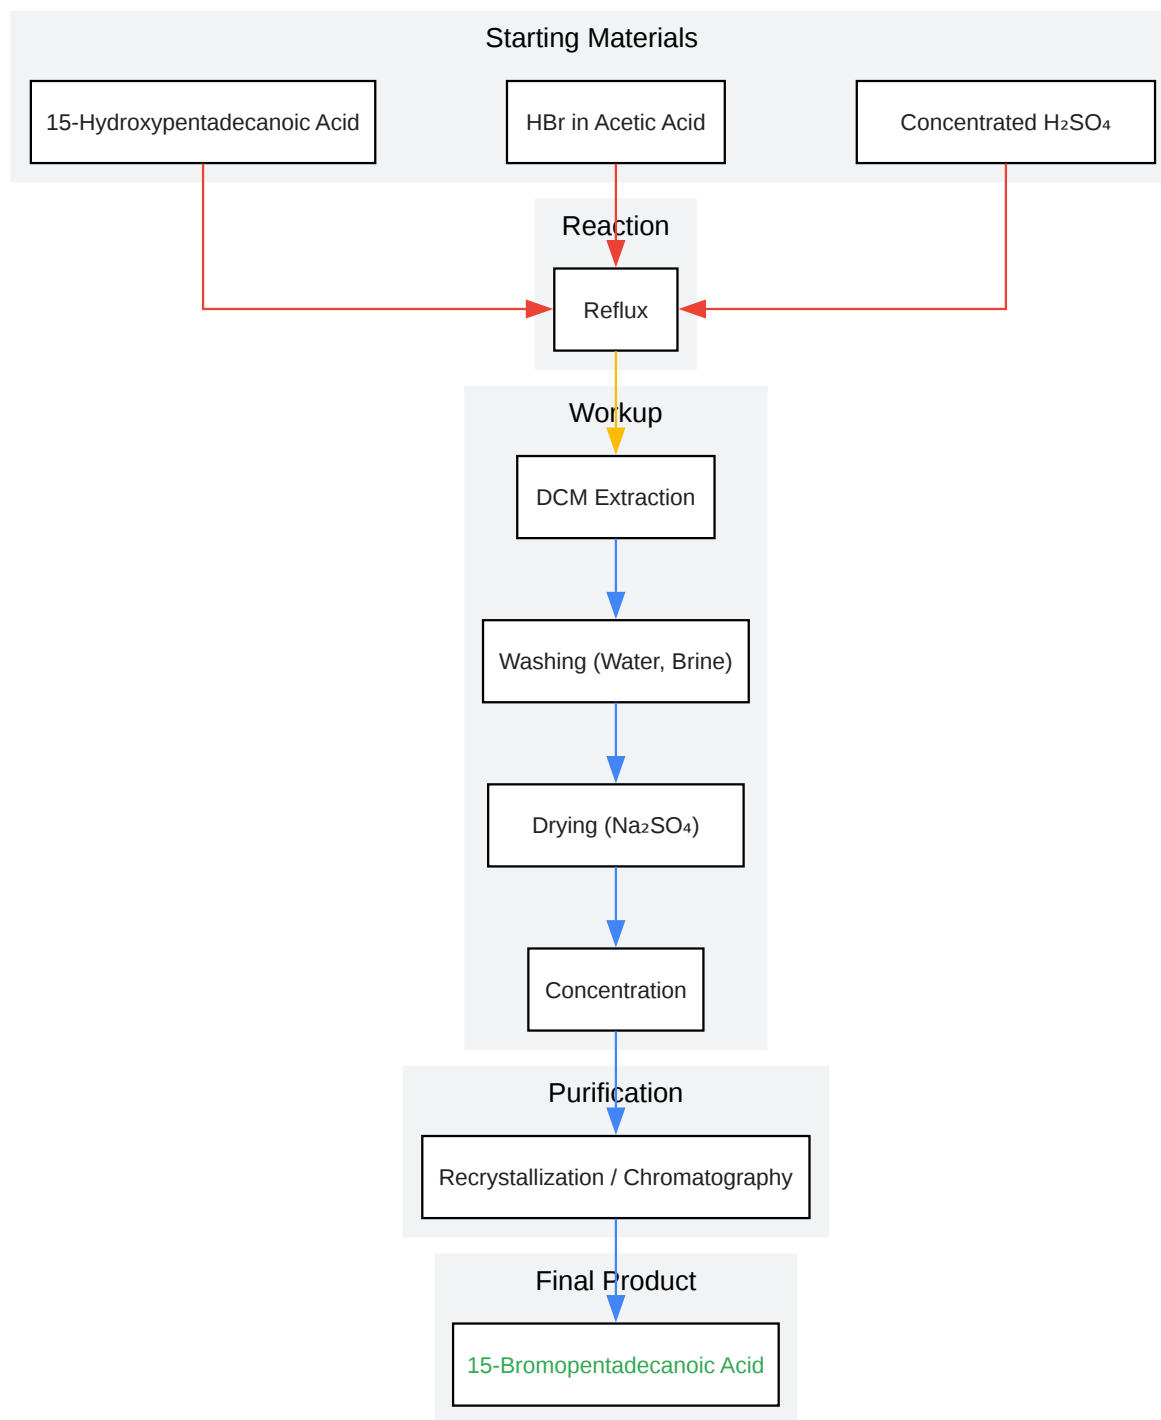 Starting Materials
15-Hydroxypentadecanoic Acid
HBr in Acetic Acid
Concentrated H₂SO₄
Reaction
Reflux
Workup
DCM Extraction
Washing (Water, Brine)
Drying (Na₂SO₄)
Concentration
Purification
Recrystallization / Chromatography
Final Product
15-Bromopentadecanoic Acid